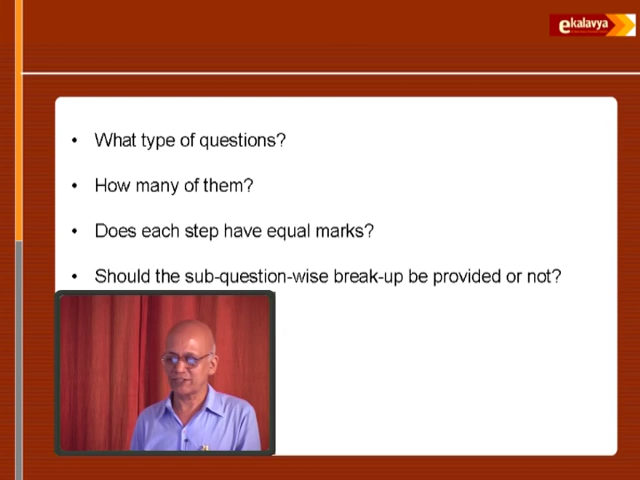 ekalavya
• What type of questions?
• How many of them?
• Does each step have equal marks?
• Should the sub-question-wise break-up be provided or not?